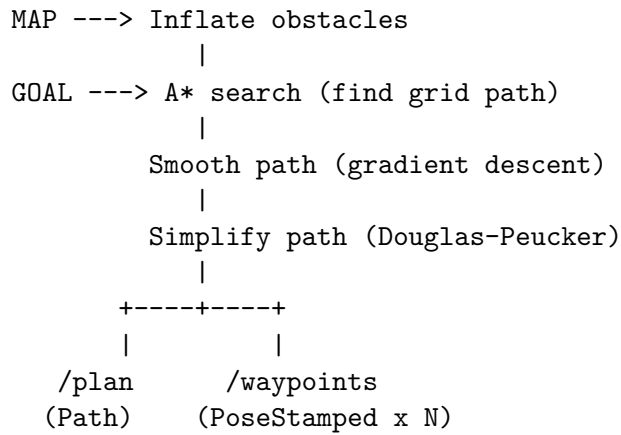 MAP ---> Inflate obstacles
|
GOAL ---> A* search (find grid path)
|
Smooth path (gradient descent)
|
Simplify path (Douglas-Peucker)
|
+----+----+
| |
/plan /waypoints
(Path) (PoseStamped x N)